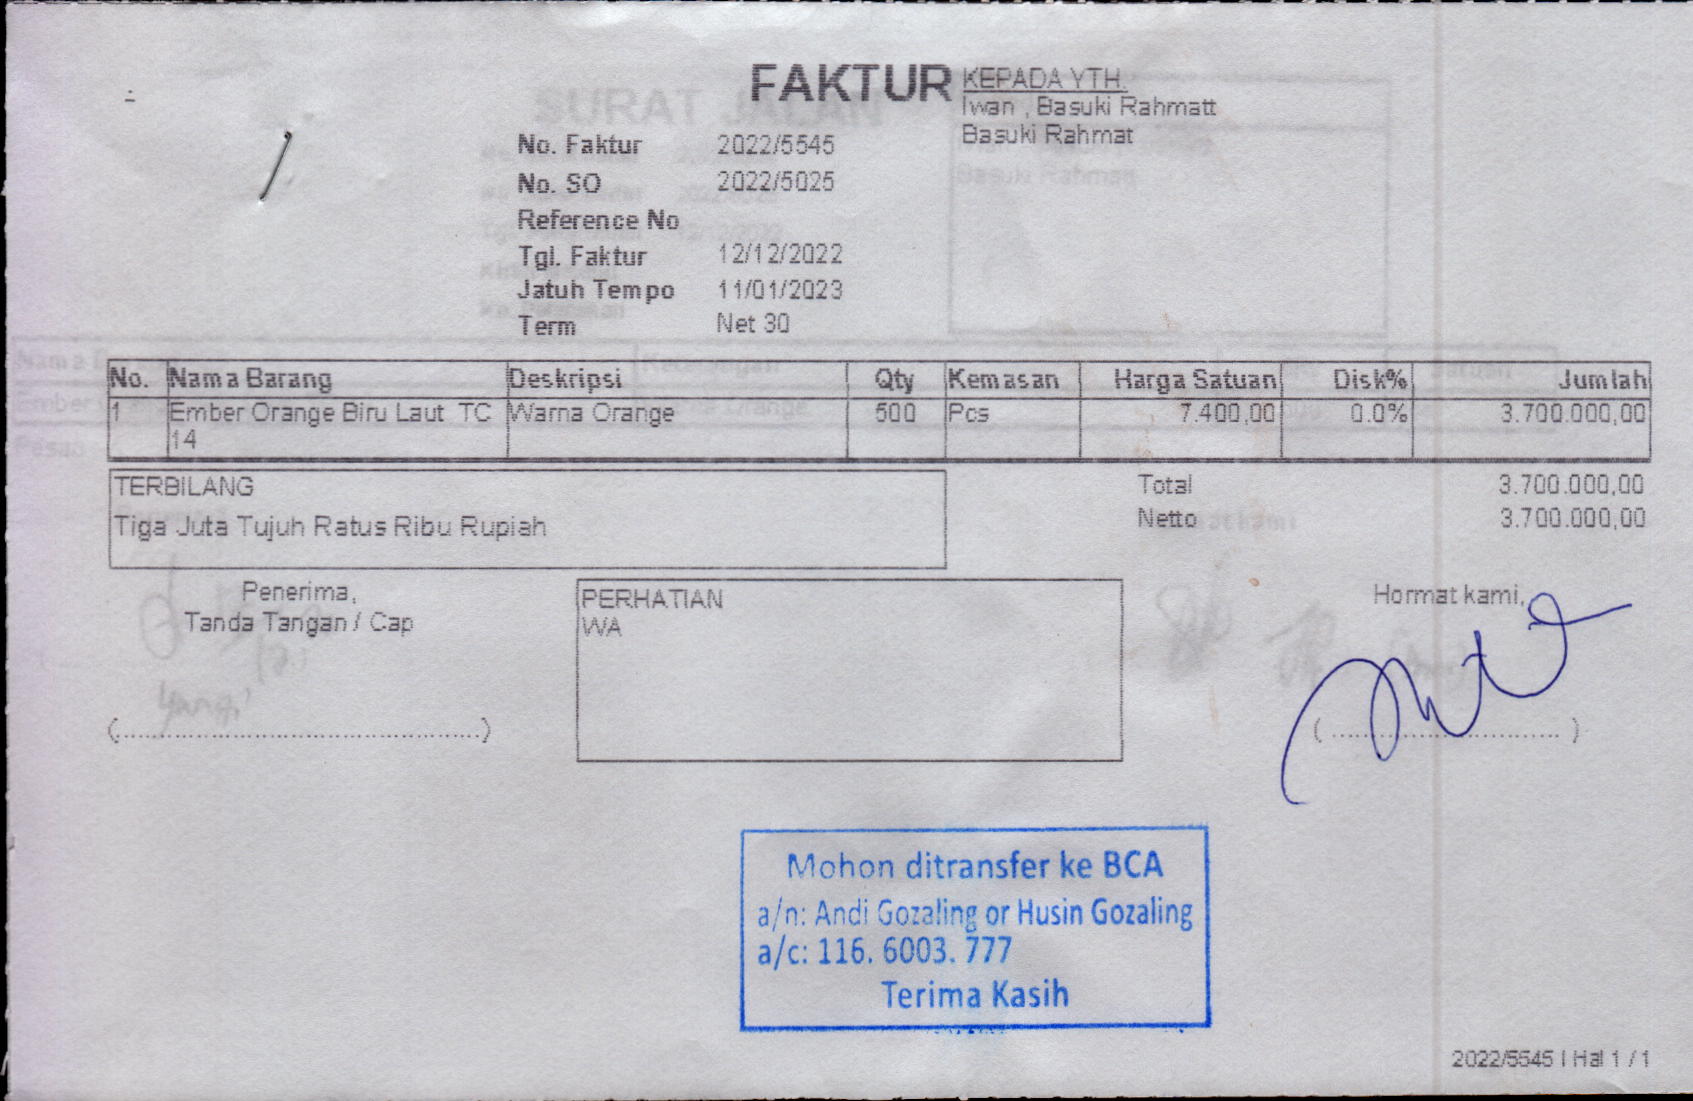 FAKTUR
KEPADA YTH.
Iwan , Basuki Rahmatt
Basuki Rahmat
No. Faktur 2022/5545
No. SO 2022/5025
Reference No
Tgl. Faktur 12/12/2022
Jatuh Tempo 11/01/2023
Term Net 30
No. Nama Barang Deskripsi Qty Kemasan Harga Satuan Disk% Jumlah
1 Ember Orange Biru Laut TC Warna Orange 500 Pcs 7.400,00 0.0% 3.700.000,00
14
TERBILANG
Tiga Juta Tujuh Ratus Ribu Rupiah
Total 3.700.000,00
Netto 3.700.000,00
Penerima,
Tanda Tangan / Cap
(..............................................)
PERHATIAN
WA
Hormat kami,
( ............................. )
Mohon ditransfer ke BCA
a/n: Andi Gozaling or Husin Gozaling
a/c: 116. 6003. 777
Terima Kasih
2022/5545 | Hal 1 / 1